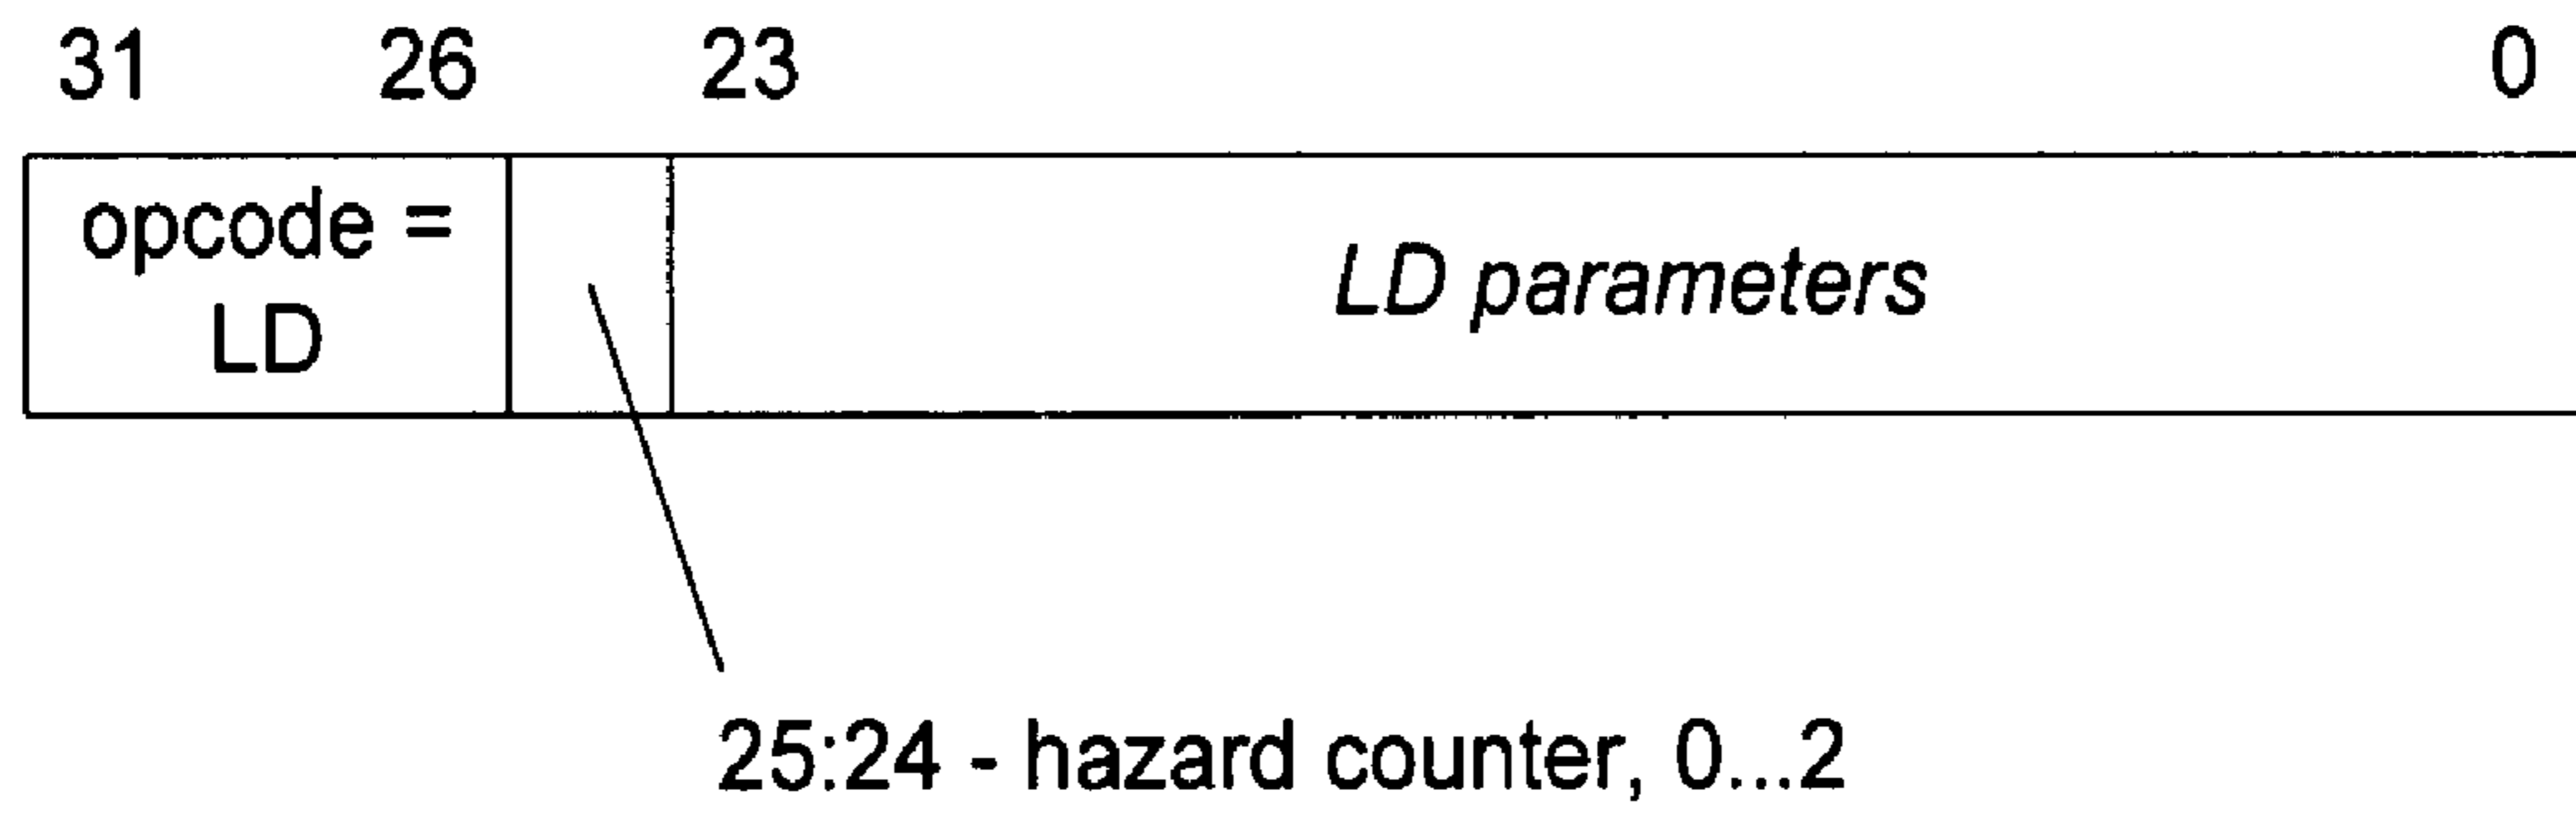 31 26 23 0
opcode =
LD
LD parameters
25:24 - hazard counter, 0...2